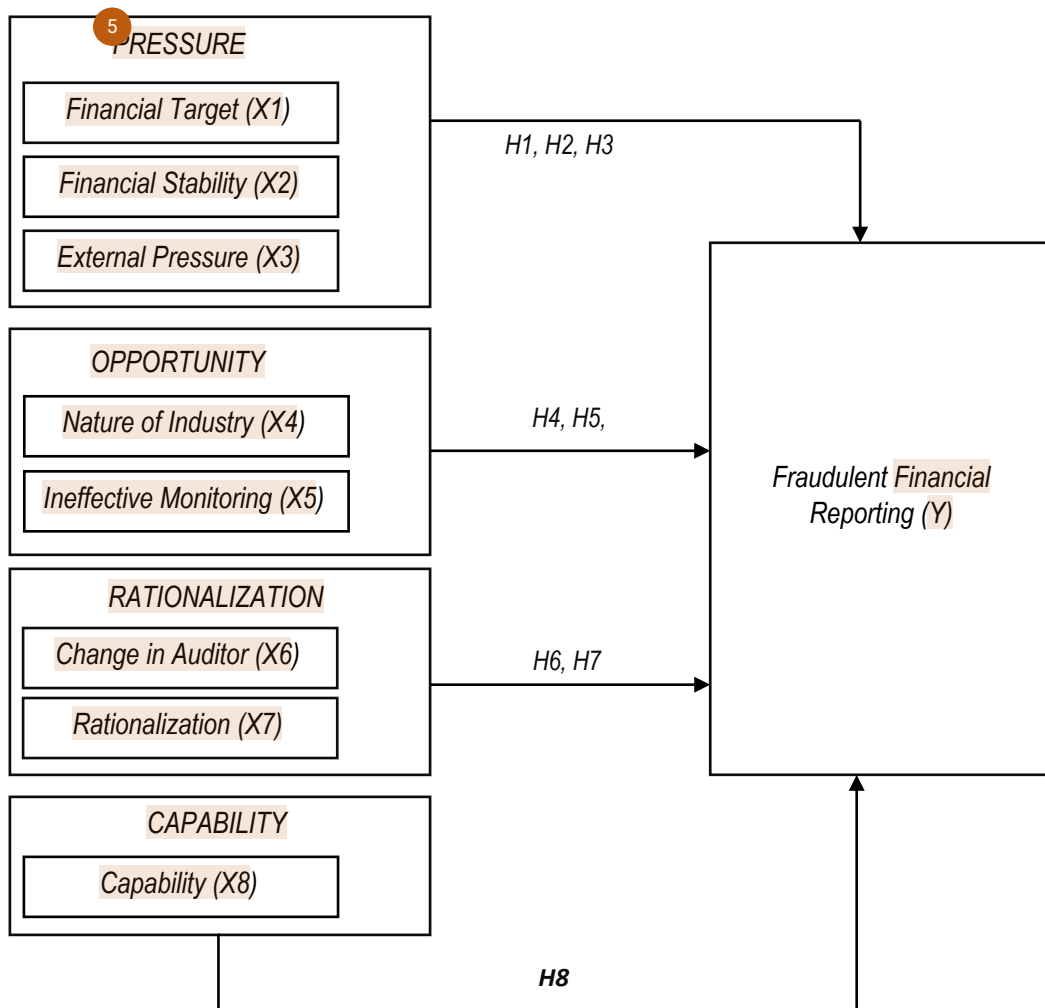 5
PRESSURE
Financial Target (X1)
Financial Stability (X2)
External Pressure (X3)
H1, H2, H3
OPPORTUNITY
Nature of Industry (X4)
Ineffective Monitoring (X5)
H4, H5,
Fraudulent Financial
Reporting (Y)
RATIONALIZATION
Change in Auditor (X6)
Rationalization (X7)
H6, H7
CAPABILITY
Capability (X8)
H8